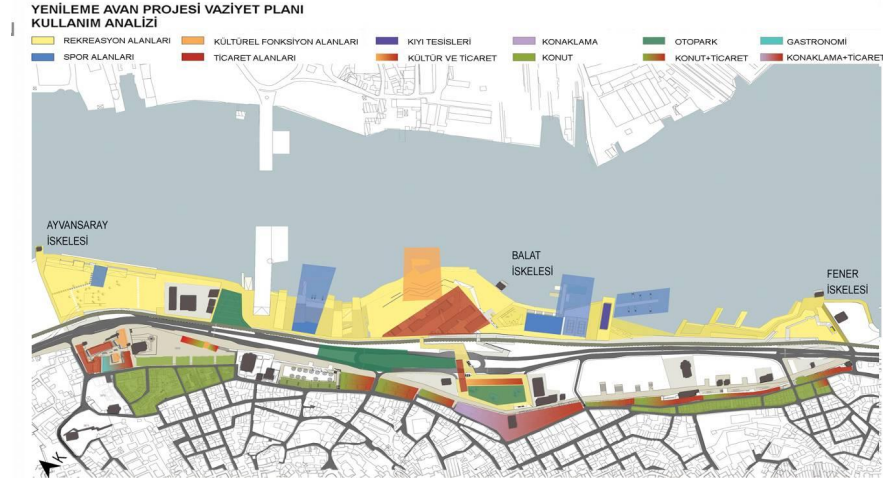 YENİLEME AVAN PROJESİ VAZİYET PLANI
KULLANIM ANALİZİ
REKREASYON ALANLARI
KÜLTÜREL FONKSİYON ALANLARI
KIYI TESİSLERİ
KONAKLAMA
OTOPARK
GASTRONOMİ
SPOR ALANLARI
TİCARET ALANLARI
KÜLTÜR VE TİCARET
KONUT
KONUT+TİCARET
KONAKLAMA+TİCARET
AYVANSARAY
İSKELESİ
BALAT
İSKELESİ
FENER
İSKELESİ
K